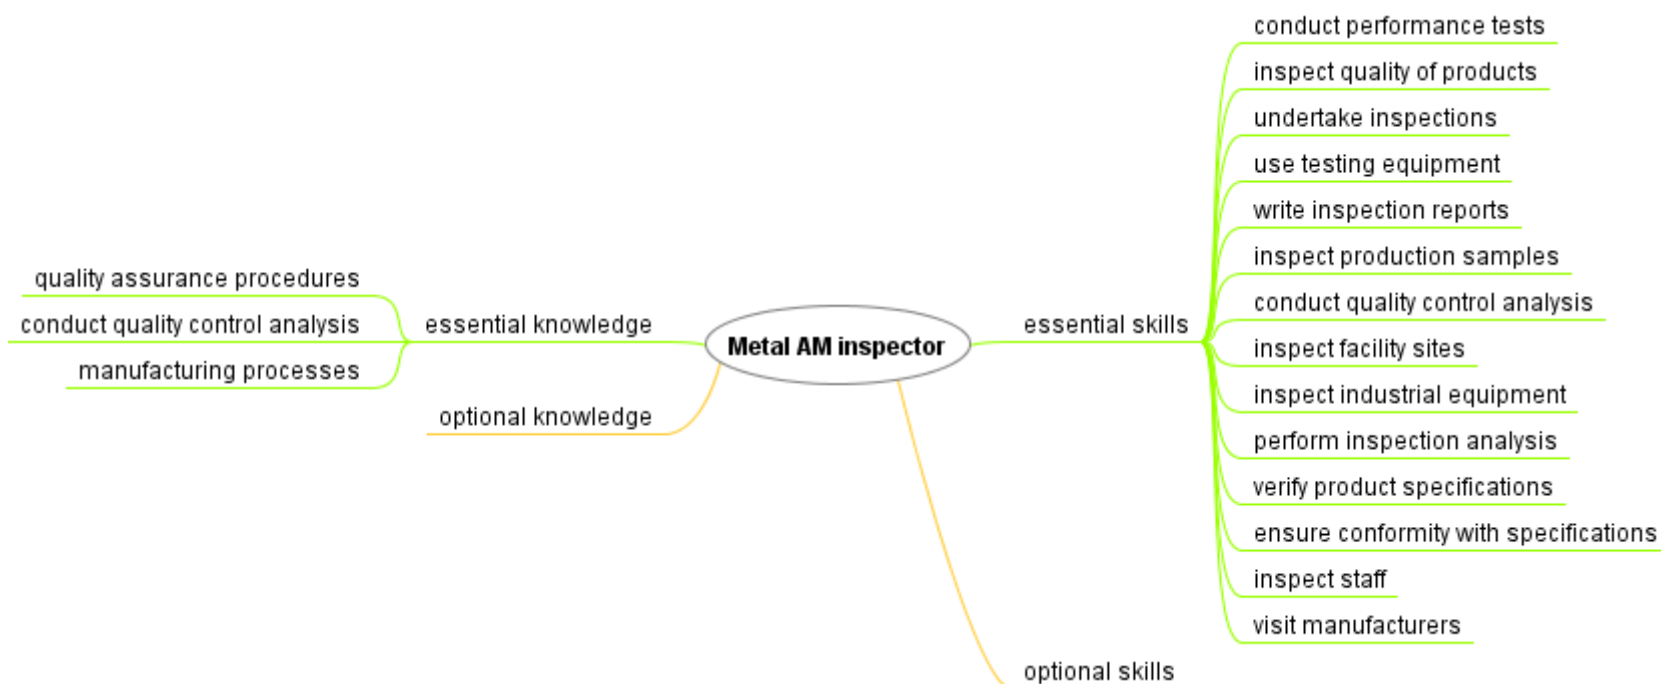 conduct performance tests
inspect quality of products
undertake inspections
use testing equipment
write inspection reports
inspect production samples
quality assurance procedures
conduct quality control analysis
conduct quality control analysis
essential knowledge
Metal AM inspector
essential skills
inspect facility sites
manufacturing processes
inspect industrial equipment
optional knowledge
perform inspection analysis
verify product specifications
ensure conformity with specifications
inspect staff
visit manufacturers
optional skills